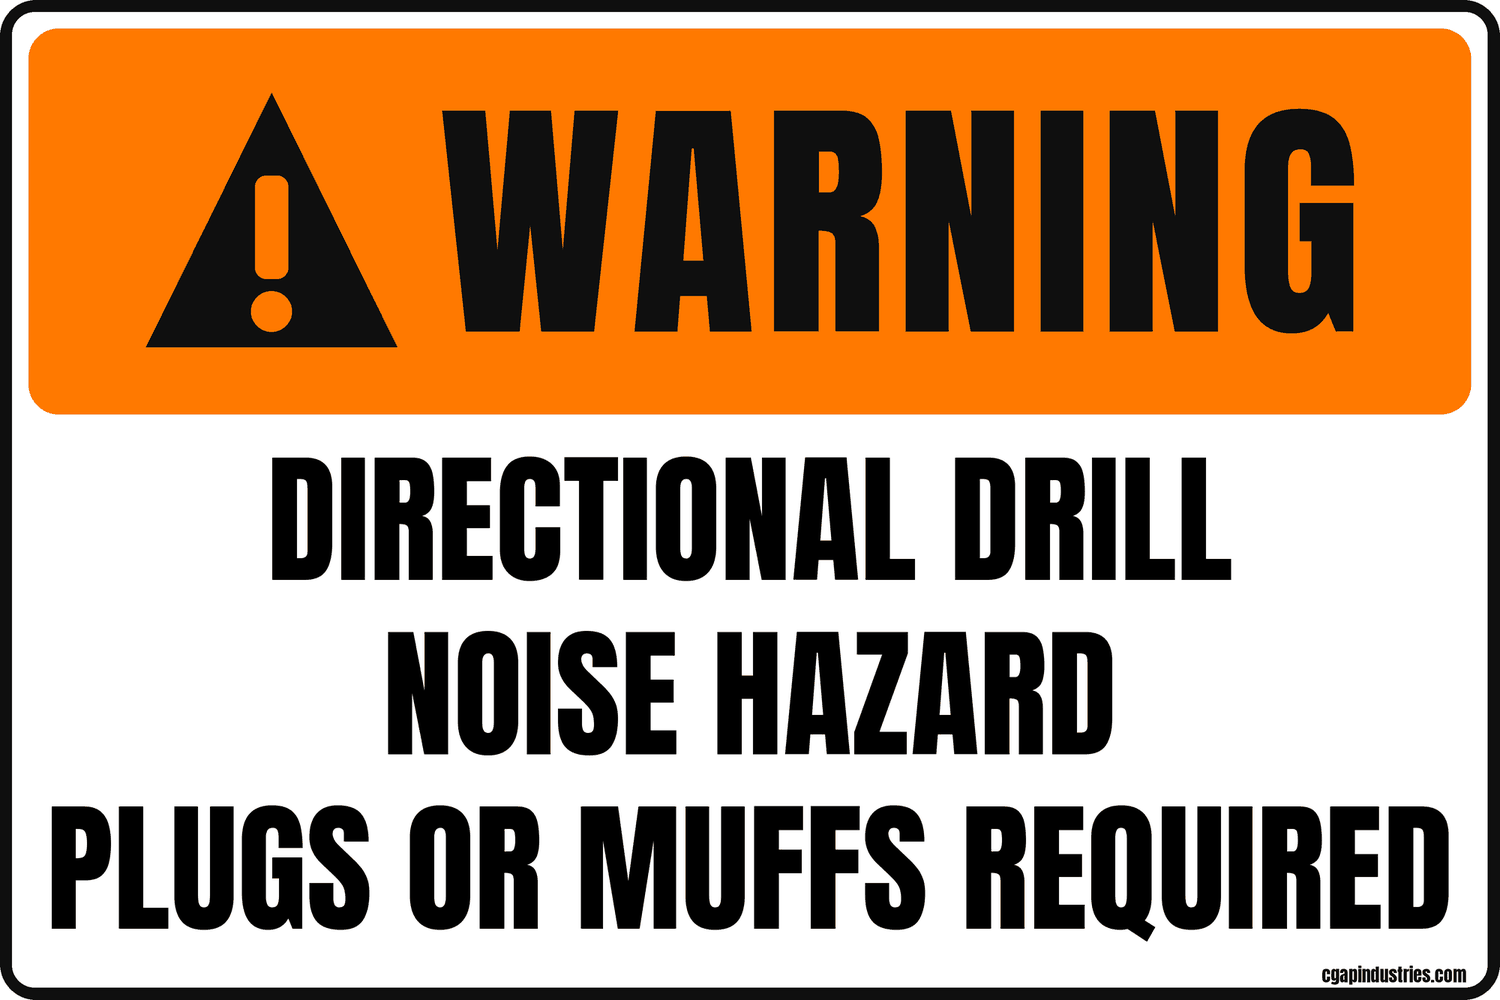 WARNING
DIRECTIONAL DRILL
NOISE HAZARD
PLUGS OR MUFFS REQUIRED
cgapindustries.com